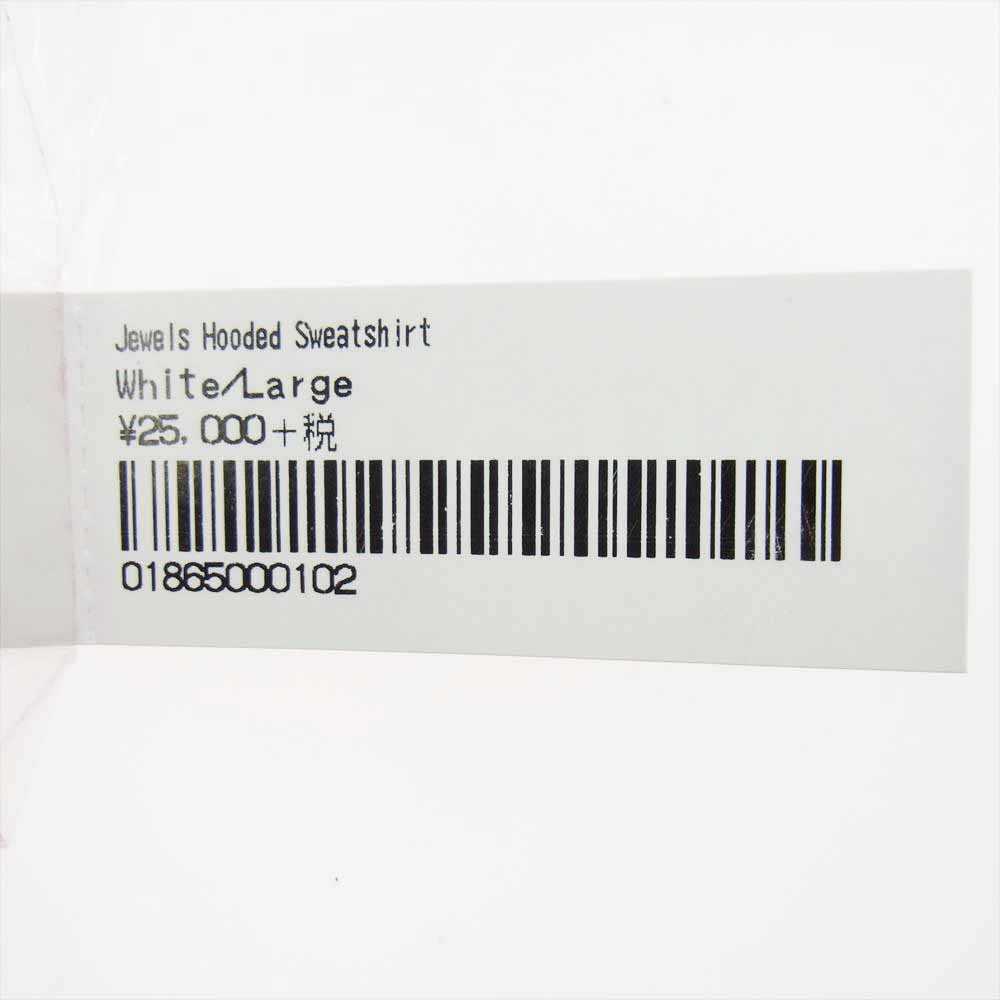 Jewels Hooded Sweatshirt
White/Large
¥25,000+税
01865000102